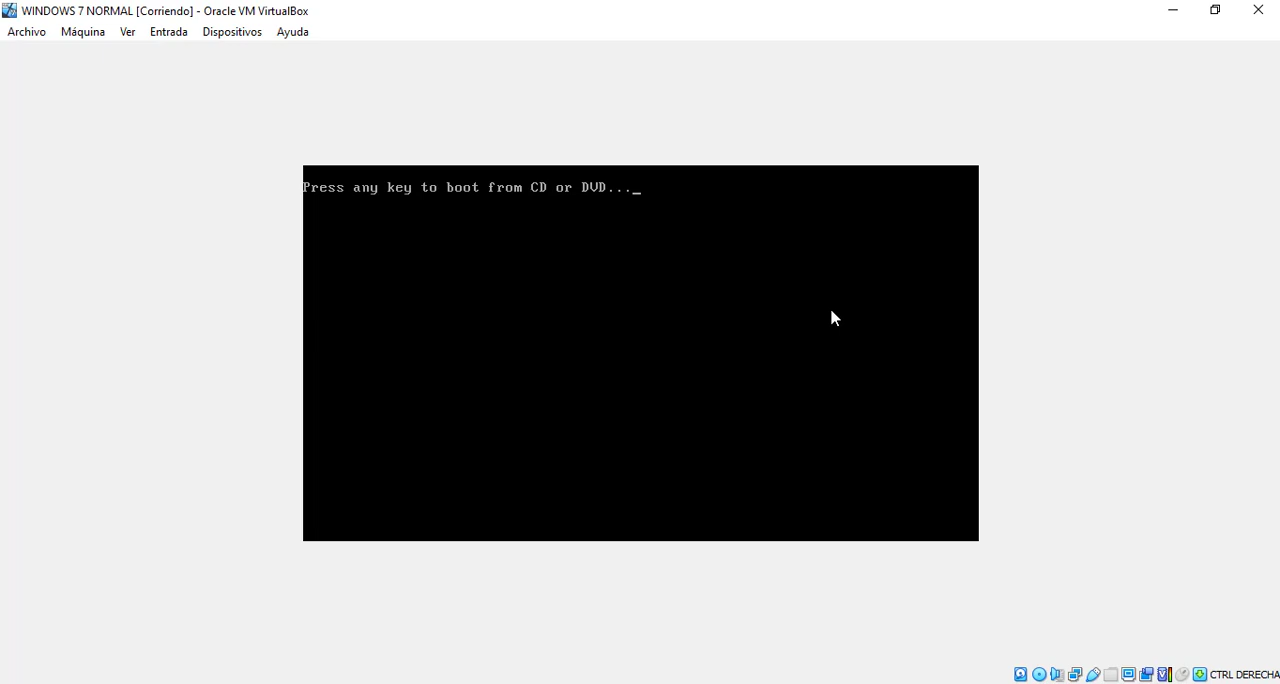 WINDOWS 7 NORMAL [Corriendo] - Oracle VM VirtualBox
Archivo Máquina Ver Entrada Dispositivos Ayuda
Press any key to boot from CD or DVD..._
CTRL DERECHA